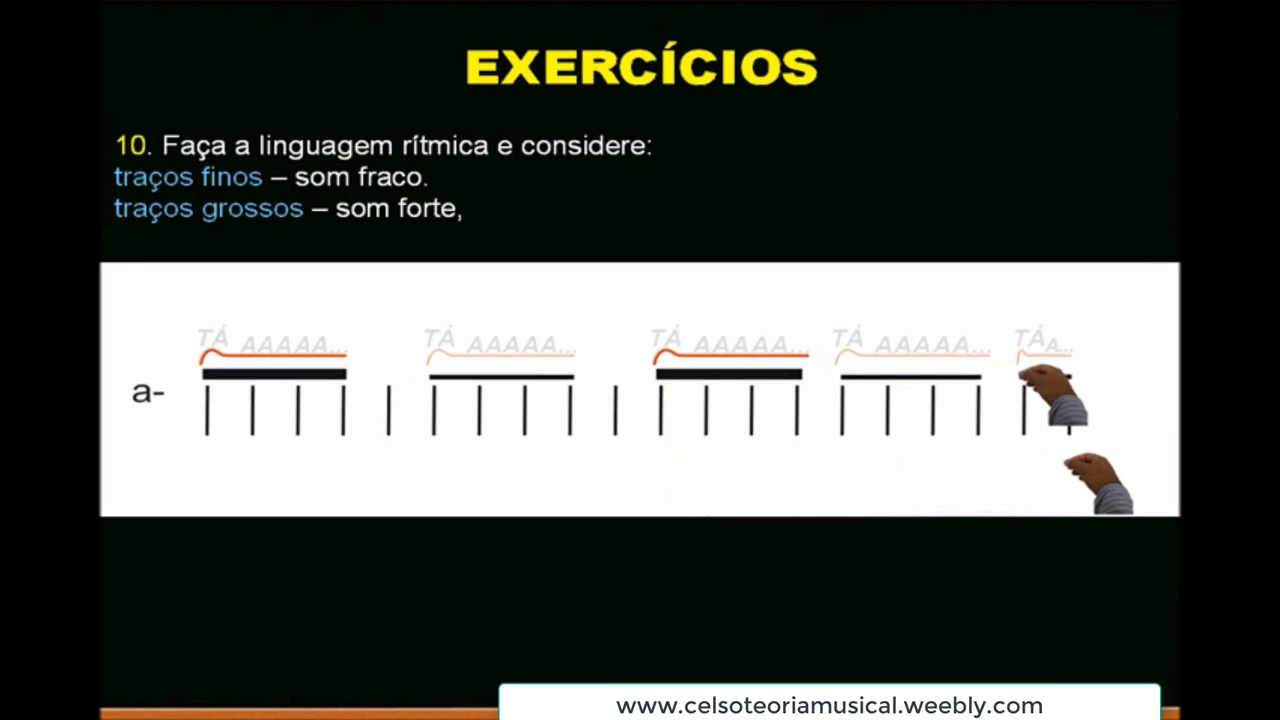 EXERCÍCIOS
10. Faça a linguagem rítmica e considere:
traços finos – som fraco.
traços grossos – som forte,
TÁ AAAAA... TÁ AAAAA... TÁ AAAAA... TÁ AAAAA... TÁA...
a-
www.celsoteoriamusical.weebly.com